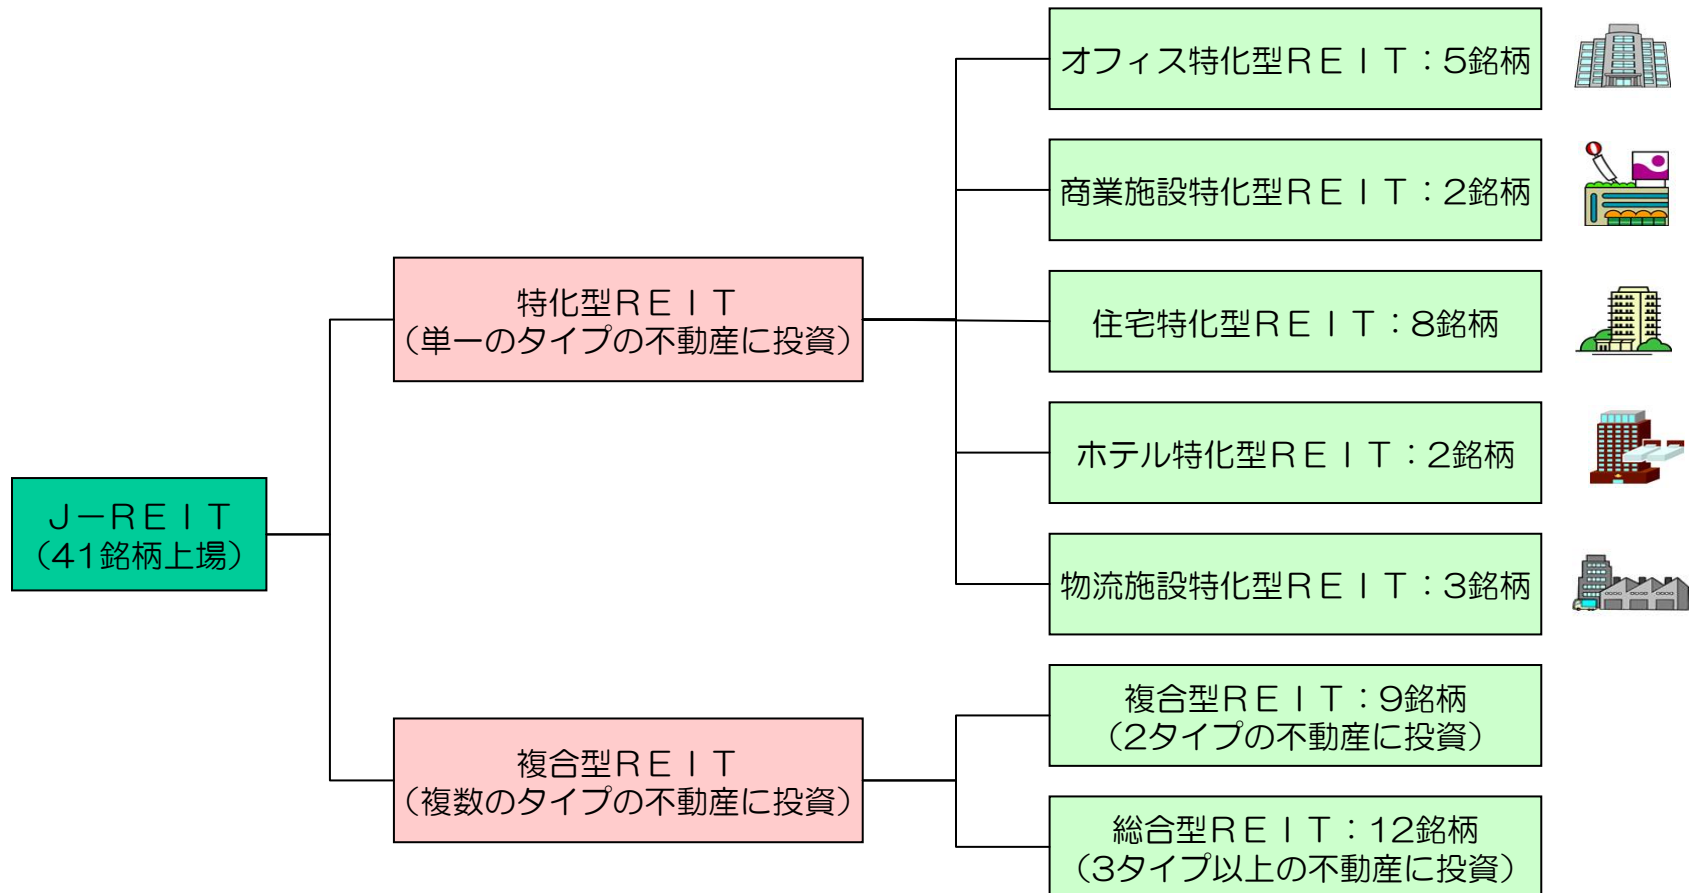 オフィス特化型ＲＥＩＴ：5銘柄
商業施設特化型ＲＥＩＴ：2銘柄
特化型ＲＥＩＴ
（単一のタイプの不動産に投資）
住宅特化型ＲＥＩＴ：8銘柄
ホテル特化型ＲＥＩＴ：2銘柄
Ｊ－ＲＥＩＴ
（41銘柄上場）
物流施設特化型ＲＥＩＴ：3銘柄
複合型ＲＥＩＴ
（複数のタイプの不動産に投資）
複合型ＲＥＩＴ：9銘柄
（2タイプの不動産に投資）
総合型ＲＥＩＴ：12銘柄
（3タイプ以上の不動産に投資）